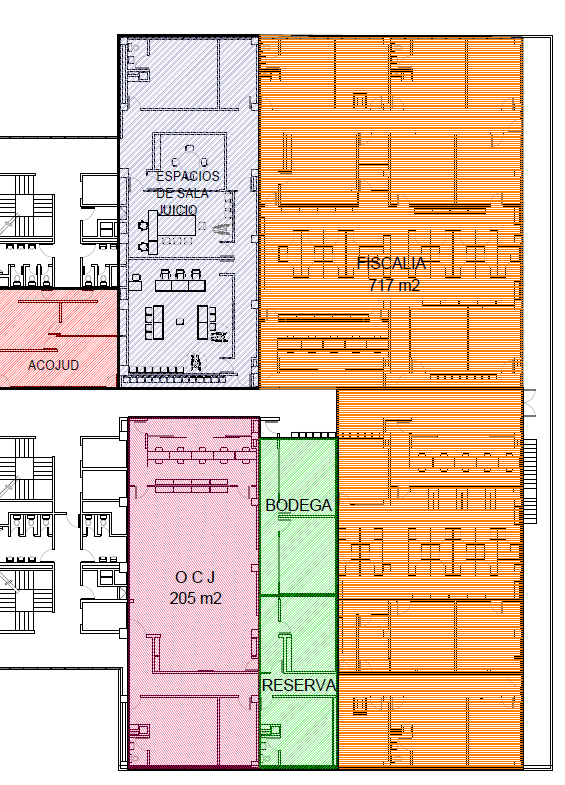 ESPACIOS
DE SALA
JUICIO
FISCALIA
717 m2
ACOJUD
BODEGA
O C J
205 m2
RESERVA